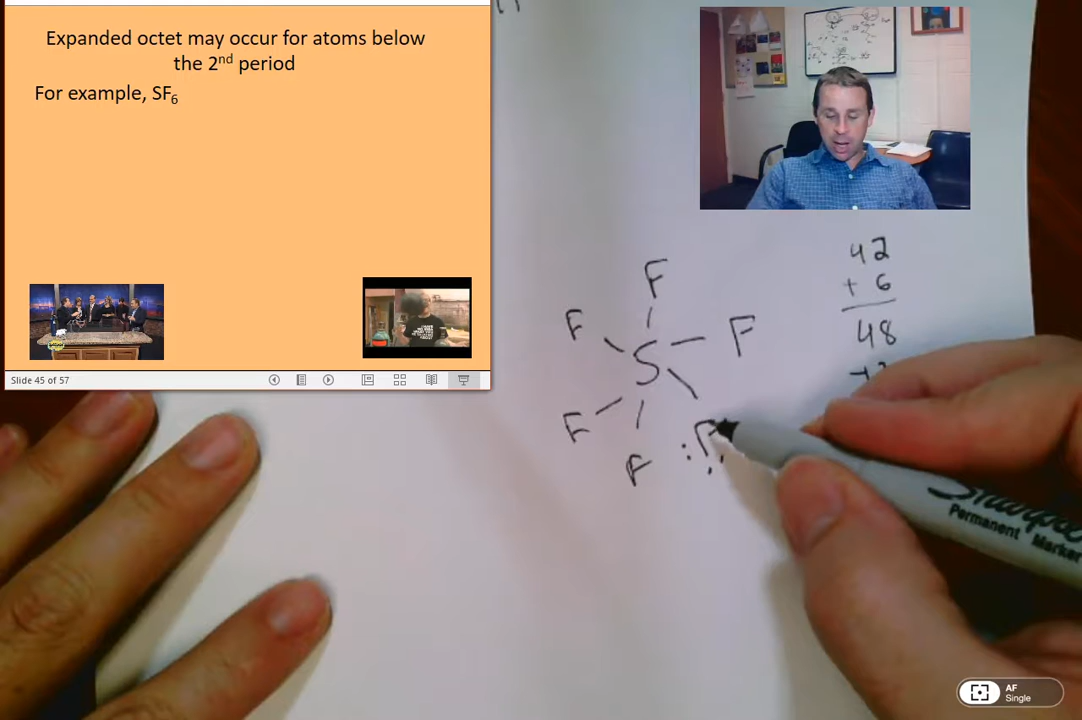 Expanded octet may occur for atoms below
the 2nd period
For example, SF6
Slide 45 of 57
F
F
S
F
F
F
F
42
+ 6
48
Sharpie
Permanent Marker
AF
Single